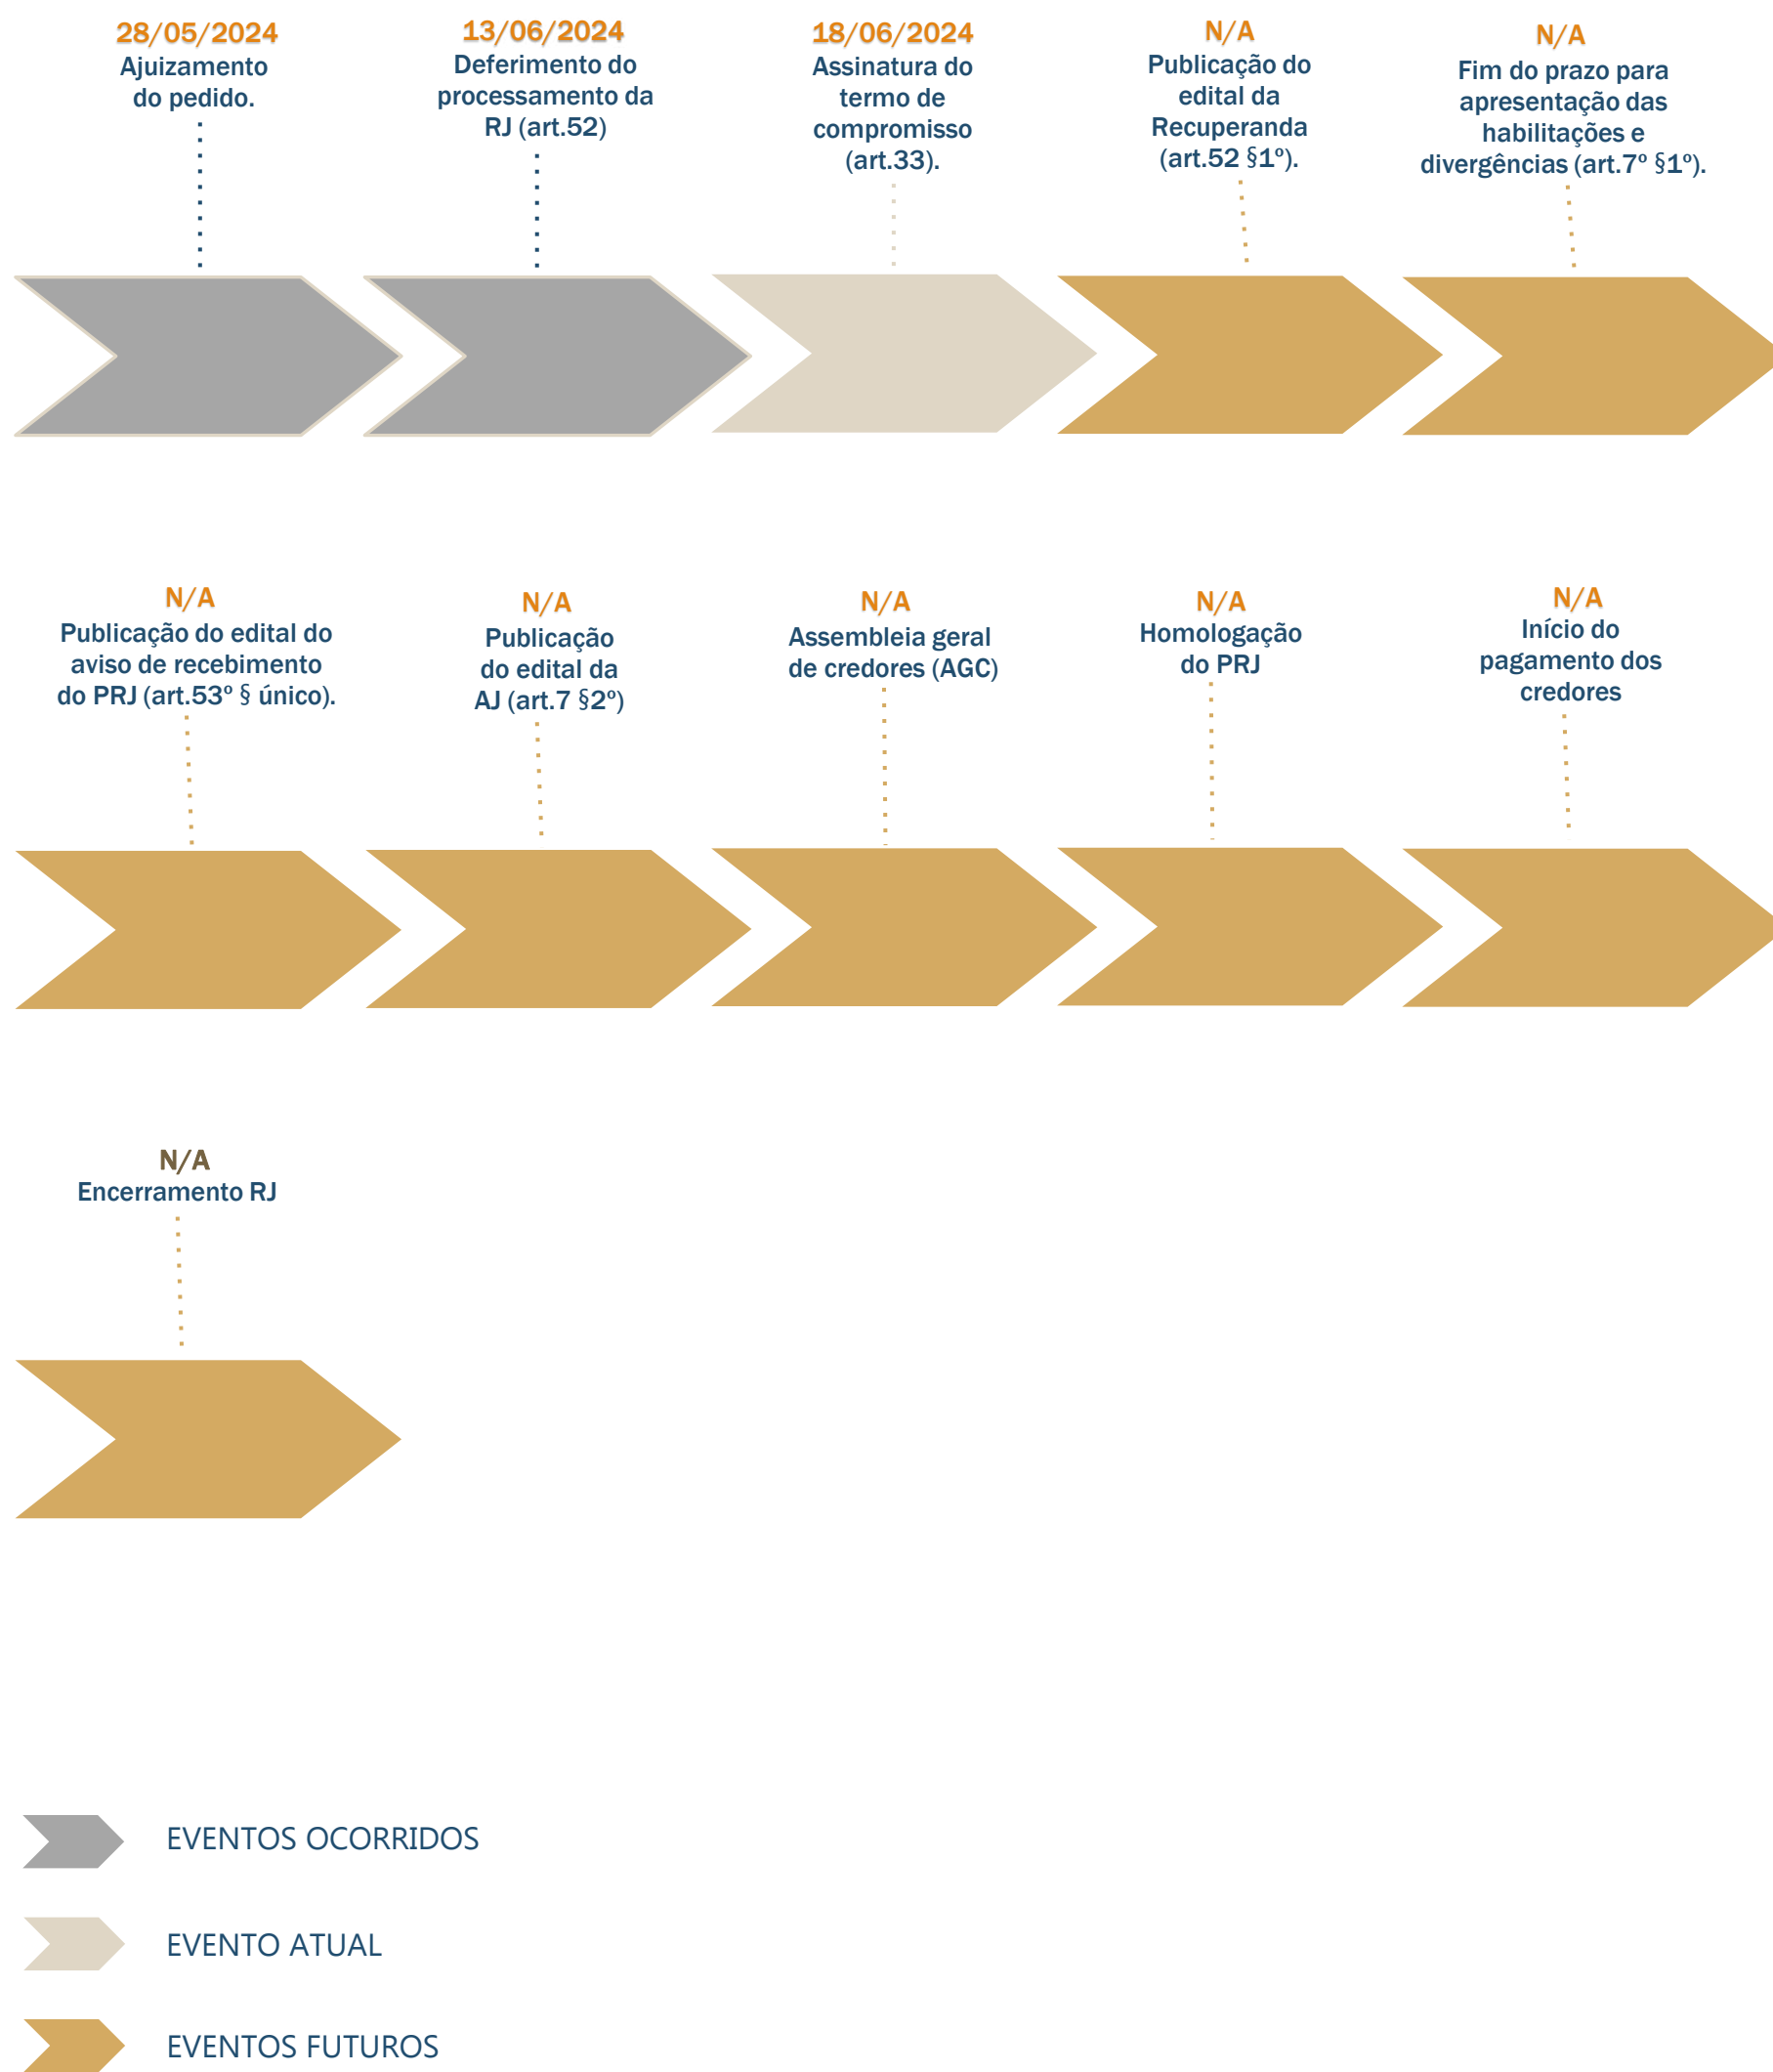 28/05/2024
Ajuizamento
do pedido.
13/06/2024
Deferimento do
processamento da
RJ (art.52)
18/06/2024
Assinatura do
termo de
compromisso
(art.33).
N/A
Publicação do
edital da
Recuperanda
(art.52 §1º).
N/A
Fim do prazo para
apresentação das
habilitações e
divergências (art.7º §1º).
N/A
Publicação do edital do
aviso de recebimento
do PRJ (art.53º § único).
N/A
Publicação
do edital da
AJ (art.7 §2º)
N/A
Assembleia geral
de credores (AGC)
N/A
Homologação
do PRJ
N/A
Início do
pagamento dos
credores
N/A
Encerramento RJ
EVENTOS OCORRIDOS
EVENTO ATUAL
EVENTOS FUTUROS